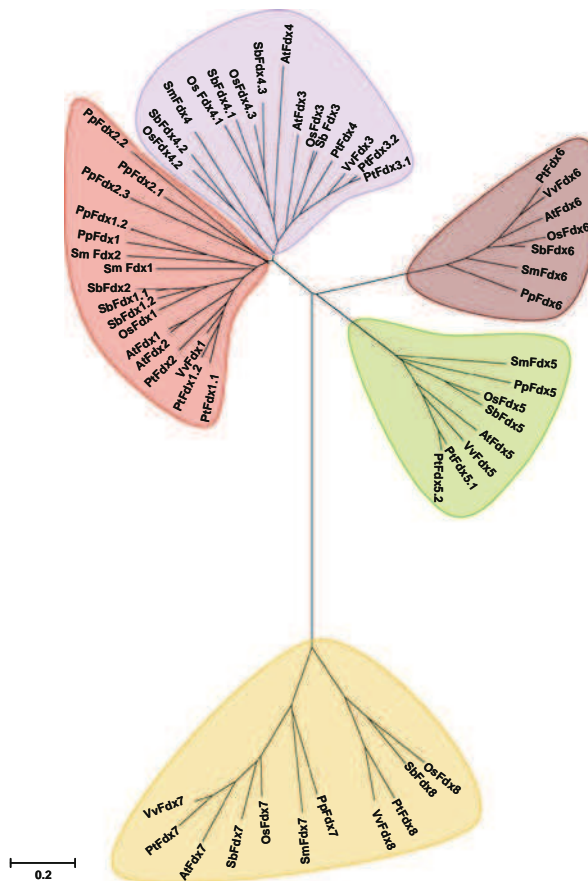 AtFdx4
SbFdx4.3
OsFdx4.3
SbFdx4.1
Os Fdx4.1
SmFdx4
SbFdx4.2
OsFdx4.2
AtFdx3
OsFdx3
Sb Fdx3
PtFdx4
VvFdx3
PtFdx3.2
PtFdx3.1
PpFdx2.2
PpFdx2.1
PpFdx2.3
PpFdx1.2
PpFdx1
Sm Fdx2
Sm Fdx1
SbFdx2
SbFdx1.1
SbFdx1.2
OsFdx1
AtFdx1
AtFdx2
PtFdx2
VvFdx1
PtFdx1.2
PtFdx1.1
PtFdx6
VvFdx6
AtFdx6
OsFdx6
SbFdx6
SmFdx6
PpFdx6
SmFdx5
PpFdx5
OsFdx5
SbFdx5
AtFdx5
VvFdx5
PtFdx5.1
PtFdx5.2
VvFdx7
PtFdx7
AtFdx7
SbFdx7
OsFdx7
SmFdx7
PpFdx7
VvFdx8
PtFdx8
SbFdx8
OsFdx8
0.2